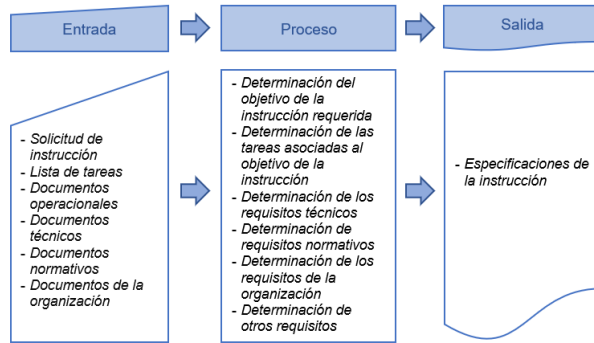 Entrada
Proceso
Salida
- Solicitud de
instrucción
- Lista de tareas
- Documentos
operacionales
- Documentos
técnicos
- Documentos
normativos
- Documentos de la
organización
- Determinación del
objetivo de la
instrucción requerida
- Determinación de las
tareas asociadas al
objetivo de la
instrucción
- Determinación de los
requisitos técnicos
- Determinación de
requisitos normativos
- Determinación de los
requisitos de la
organización
- Determinación de
otros requisitos
- Especificaciones de
la instrucción